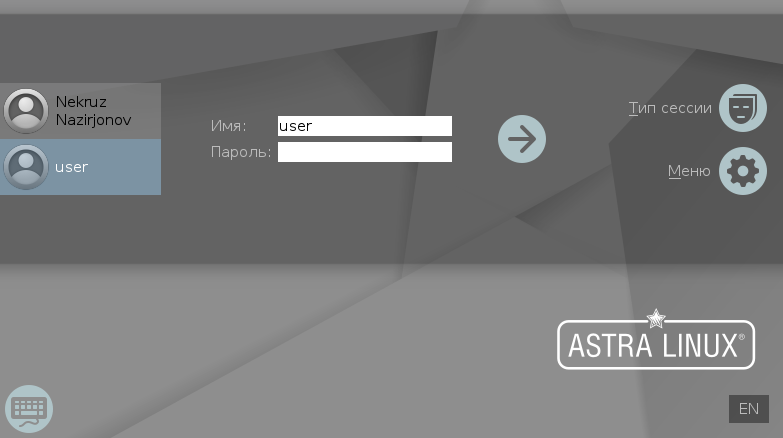 Nekruz
Nazirjonov
user
Имя: user
Пароль:
Тип сессии
Меню
ASTRA LINUX®
EN